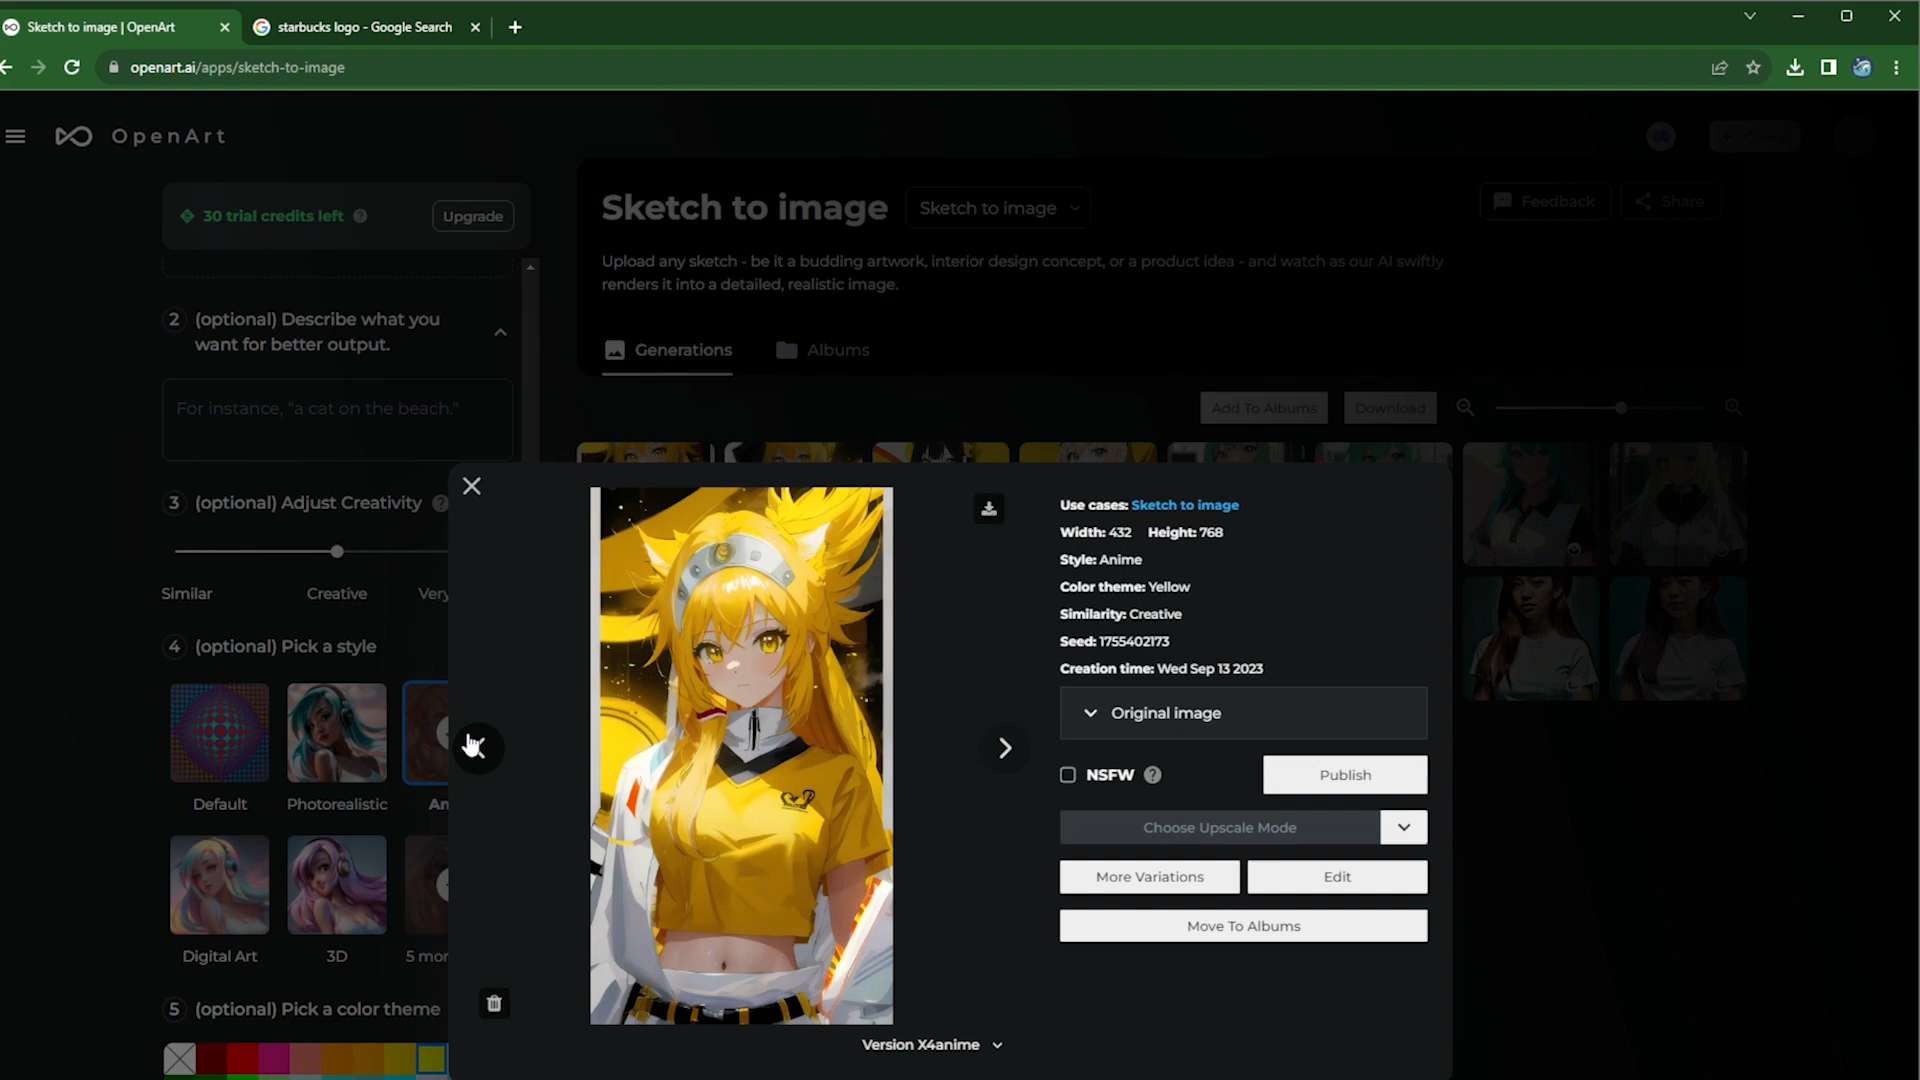 Sketch to image | OpenArt
starbucks logo - Google Search
openart.ai/apps/sketch-to-image
OpenArt
30 trial credits left
Upgrade
2 (optional) Describe what you
want for better output.
For instance, "a cat on the beach."
3 (optional) Adjust Creativity
Similar Creative Very
4 (optional) Pick a style
Default Photorealistic An
Digital Art 3D 5 mor
5 (optional) Pick a color theme
Sketch to image
Sketch to image
Feedback
Share
Upload any sketch - be it a budding artwork, interior design concept, or a product idea - and watch as our AI swiftly
renders it into a detailed, realistic image.
Generations Albums
Add To Albums Download
Use cases: Sketch to image
Width: 432 Height: 768
Style: Anime
Color theme: Yellow
Similarity: Creative
Seed: 1755402173
Creation time: Wed Sep 13 2023
Original image
NSFW
Publish
Choose Upscale Mode
More Variations Edit
Move To Albums
Version X4anime